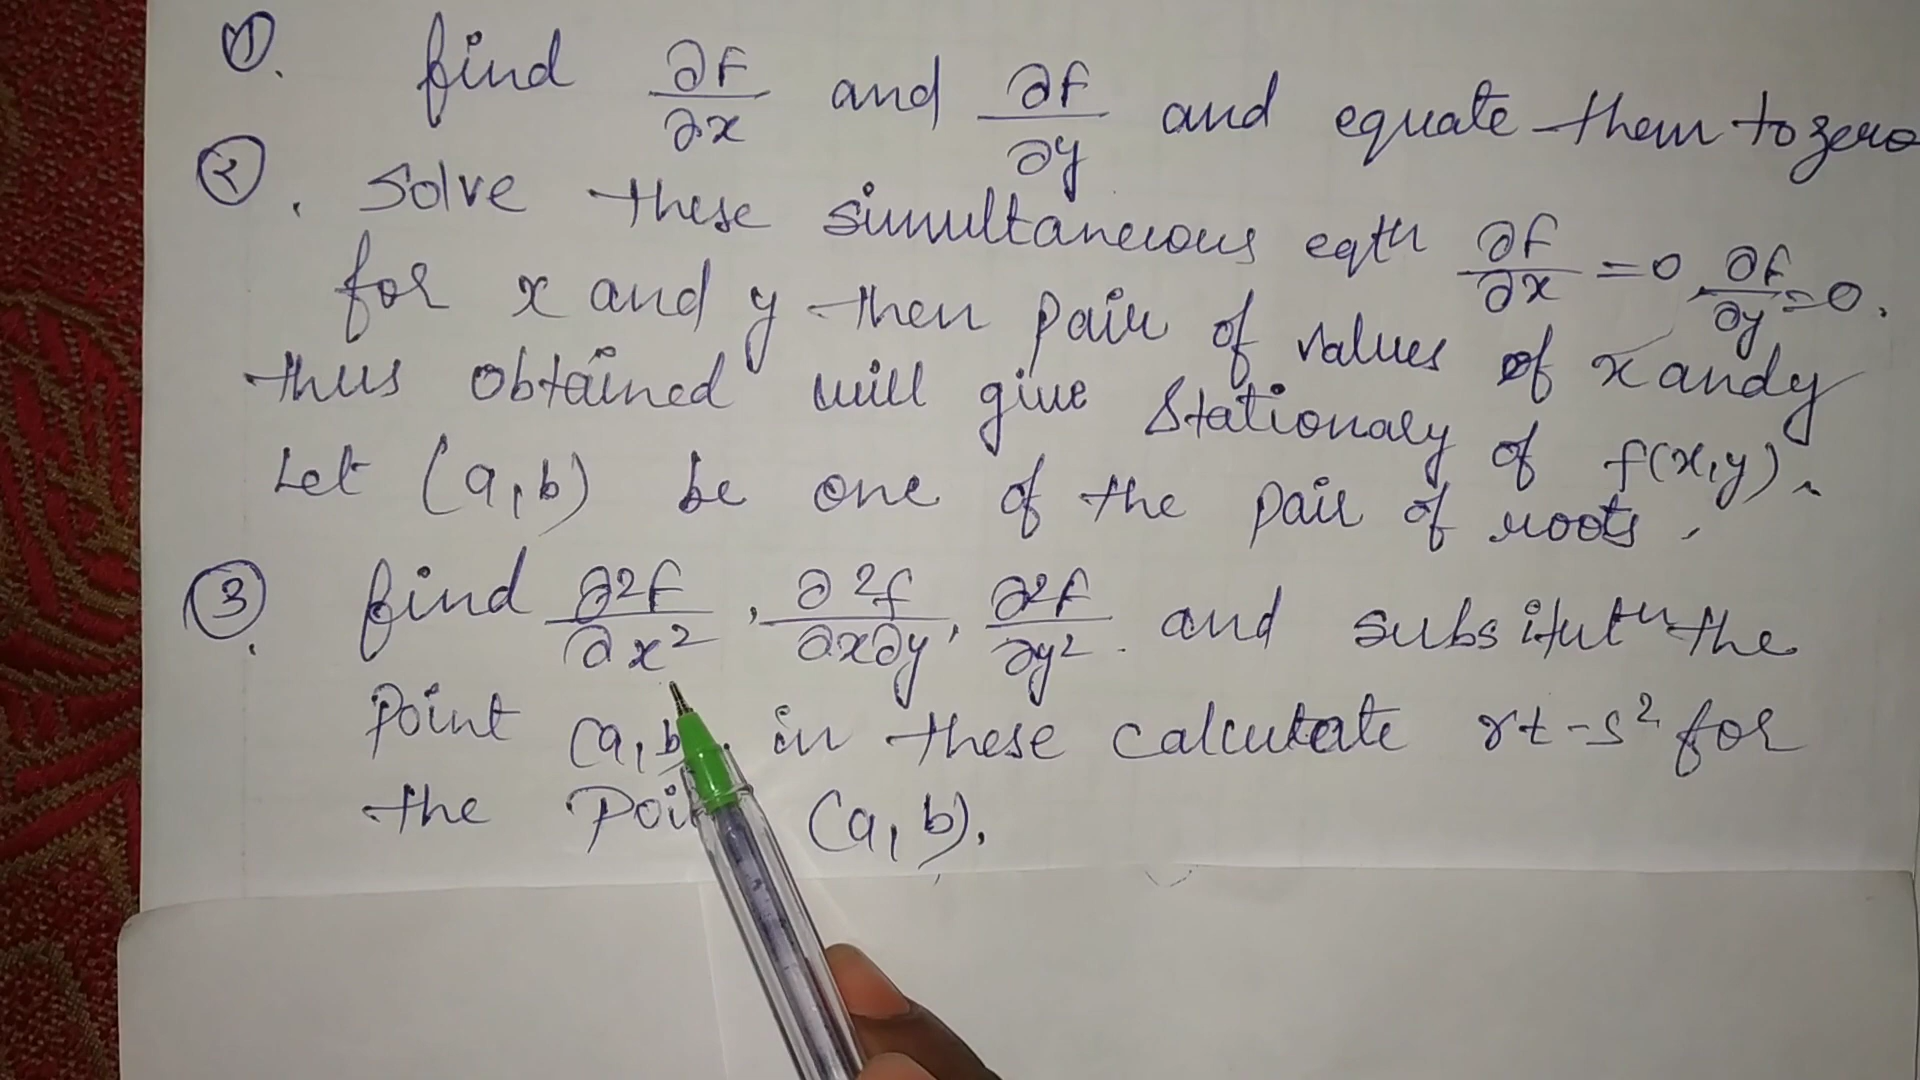 ①. find ∂f/∂x and ∂f/∂y and equate them to zero
②. Solve these simultaneous eqtn ∂f/∂x = 0, ∂f/∂y = 0.
for x and y then pair of values of x and y
thus obtained will give stationary of f(x,y).
Let (a,b) be one of the pair of roots.
③. find ∂²f/∂x², ∂²f/∂x∂y, ∂²f/∂y². and the
Point (a,b) in these calculate rt-s² for
the (a,b).